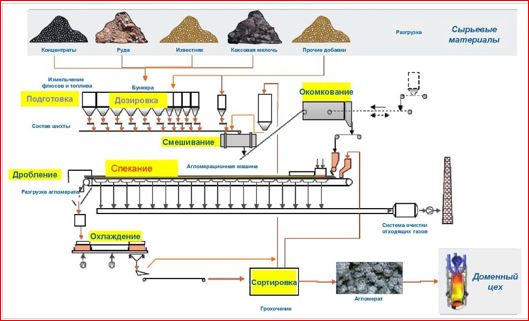 Концентраты
Руда
Известняк
Коксовая мелочь
Прочие добавки
Разгрузка
Сырьевые
материалы
Измельчение
флюсов и топлива
Бункера
Окомкование
Подготовка
Дозировка
Состав шихты
Смешивание
Агломерационная машина
Дробление
Спекание
Разгрузка агломерата
Система очистки
отходящих газов
Охлаждение
Сортировка
Доменный
цех
Грохочение
Агломерат